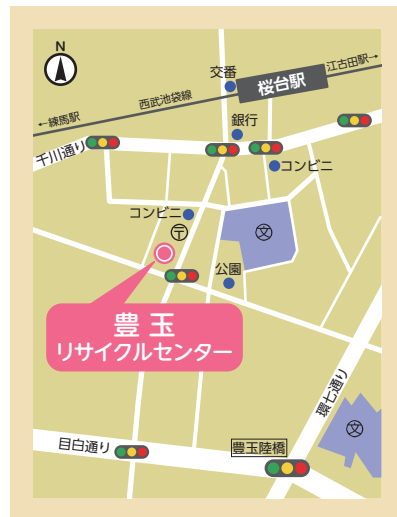 N
交番
桜台駅
江古田駅→
西武池袋線
←練馬駅
銀行
千川通り
コンビニ
コンビニ
〒
文
公園
豊玉
リサイクルセンター
環七通り
文
目白通り
豊玉陸橋